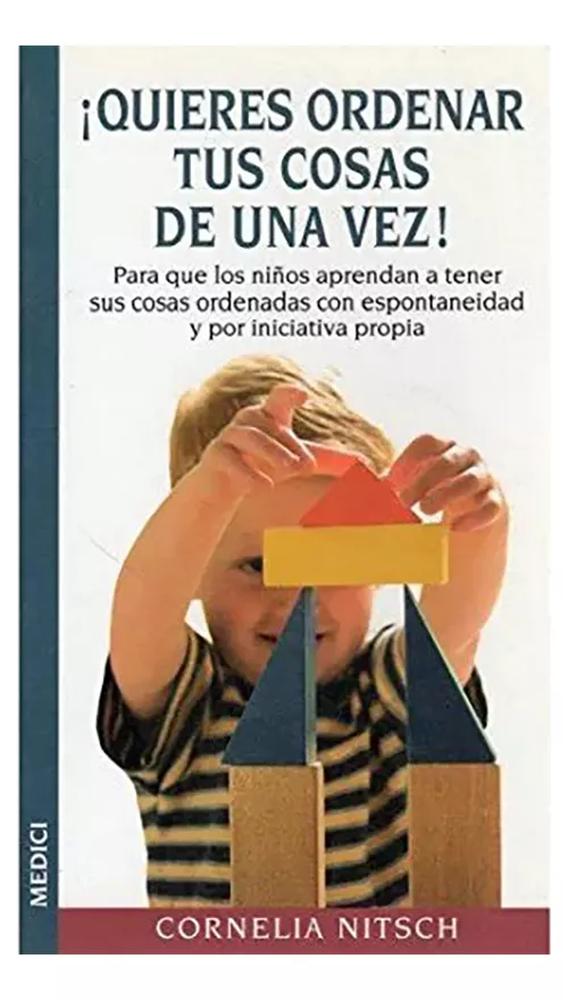 ¡QUIERES ORDENAR
TUS COSAS
DE UNA VEZ!
Para que los niños aprendan a tener
sus cosas ordenadas con espontaneidad
y por iniciativa propia
MEDICI
CORNELIA NITSCH